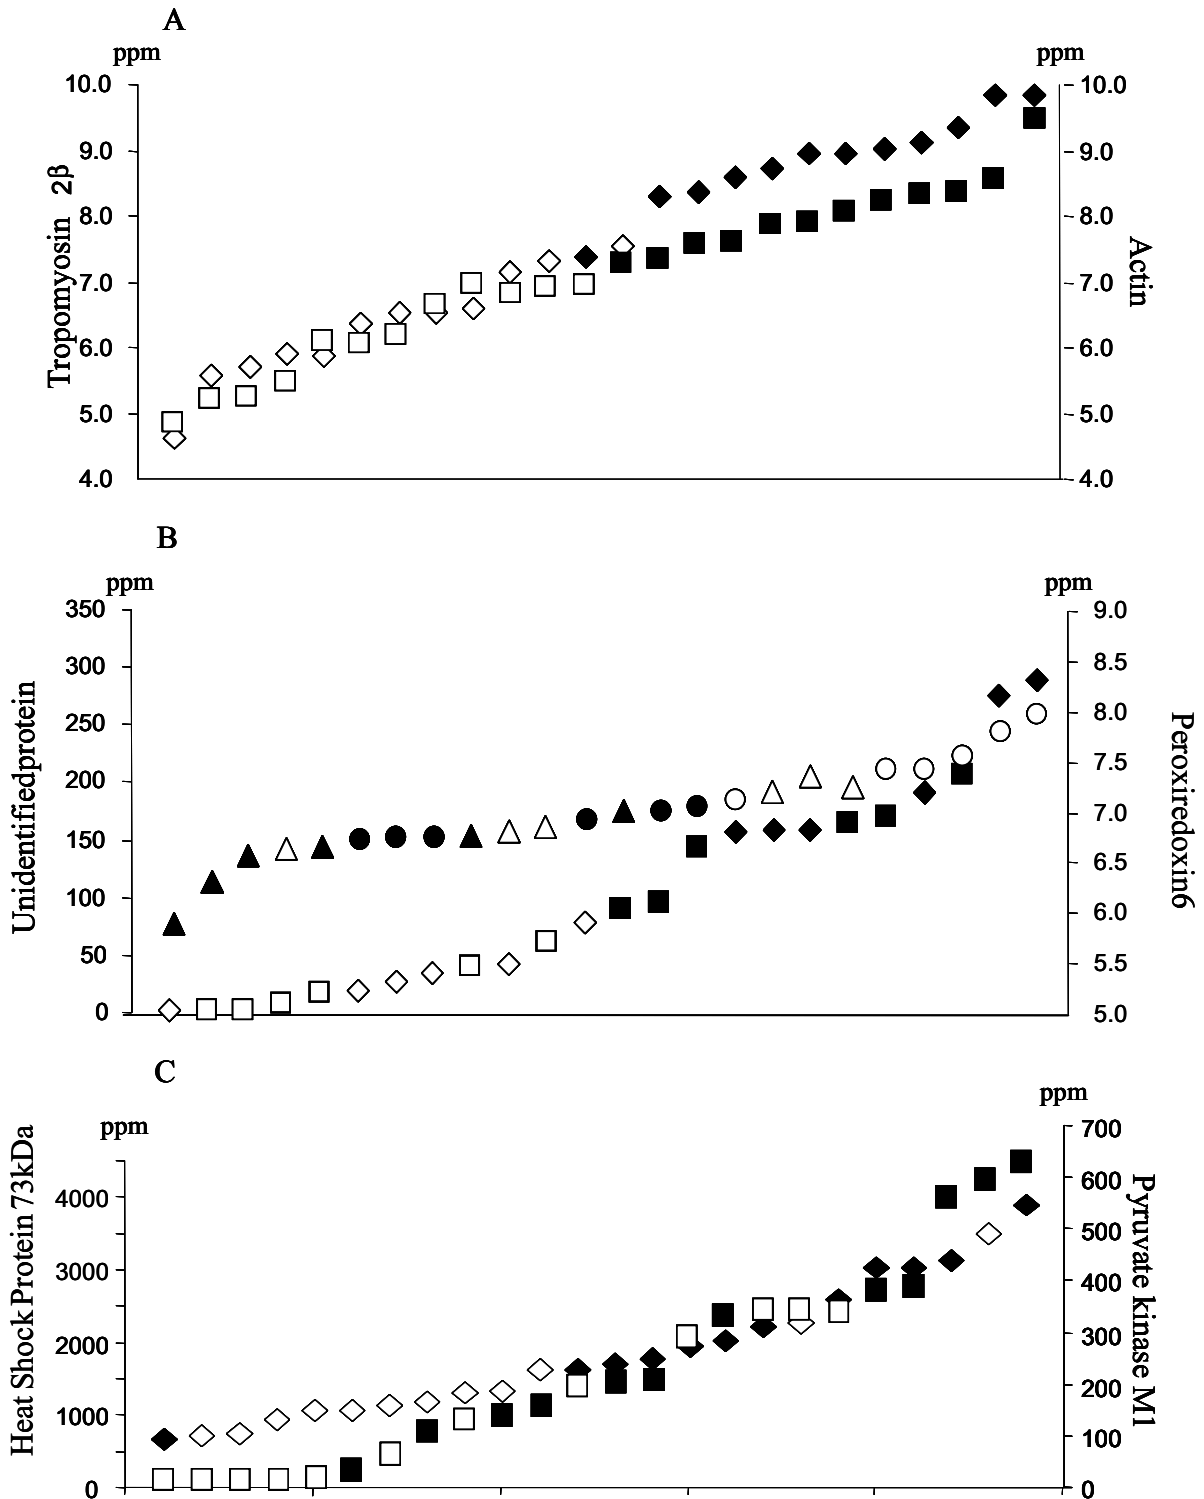 A
ppm
ppm
10.0
9.0
8.0
7.0
6.0
5.0
4.0
Tropomyosin 2β
10.0
9.0
8.0
7.0
6.0
5.0
4.0
Actin
B
ppm
ppm
350
300
250
200
150
100
50
0
Unidentifiedprotein
9.0
8.5
8.0
7.5
7.0
6.5
6.0
5.5
5.0
Peroxiredoxin6
C
ppm
ppm
4000
3000
2000
1000
0
Heat Shock Protein 73kDa
700
600
500
400
300
200
100
0
Pyruvate kinase M1